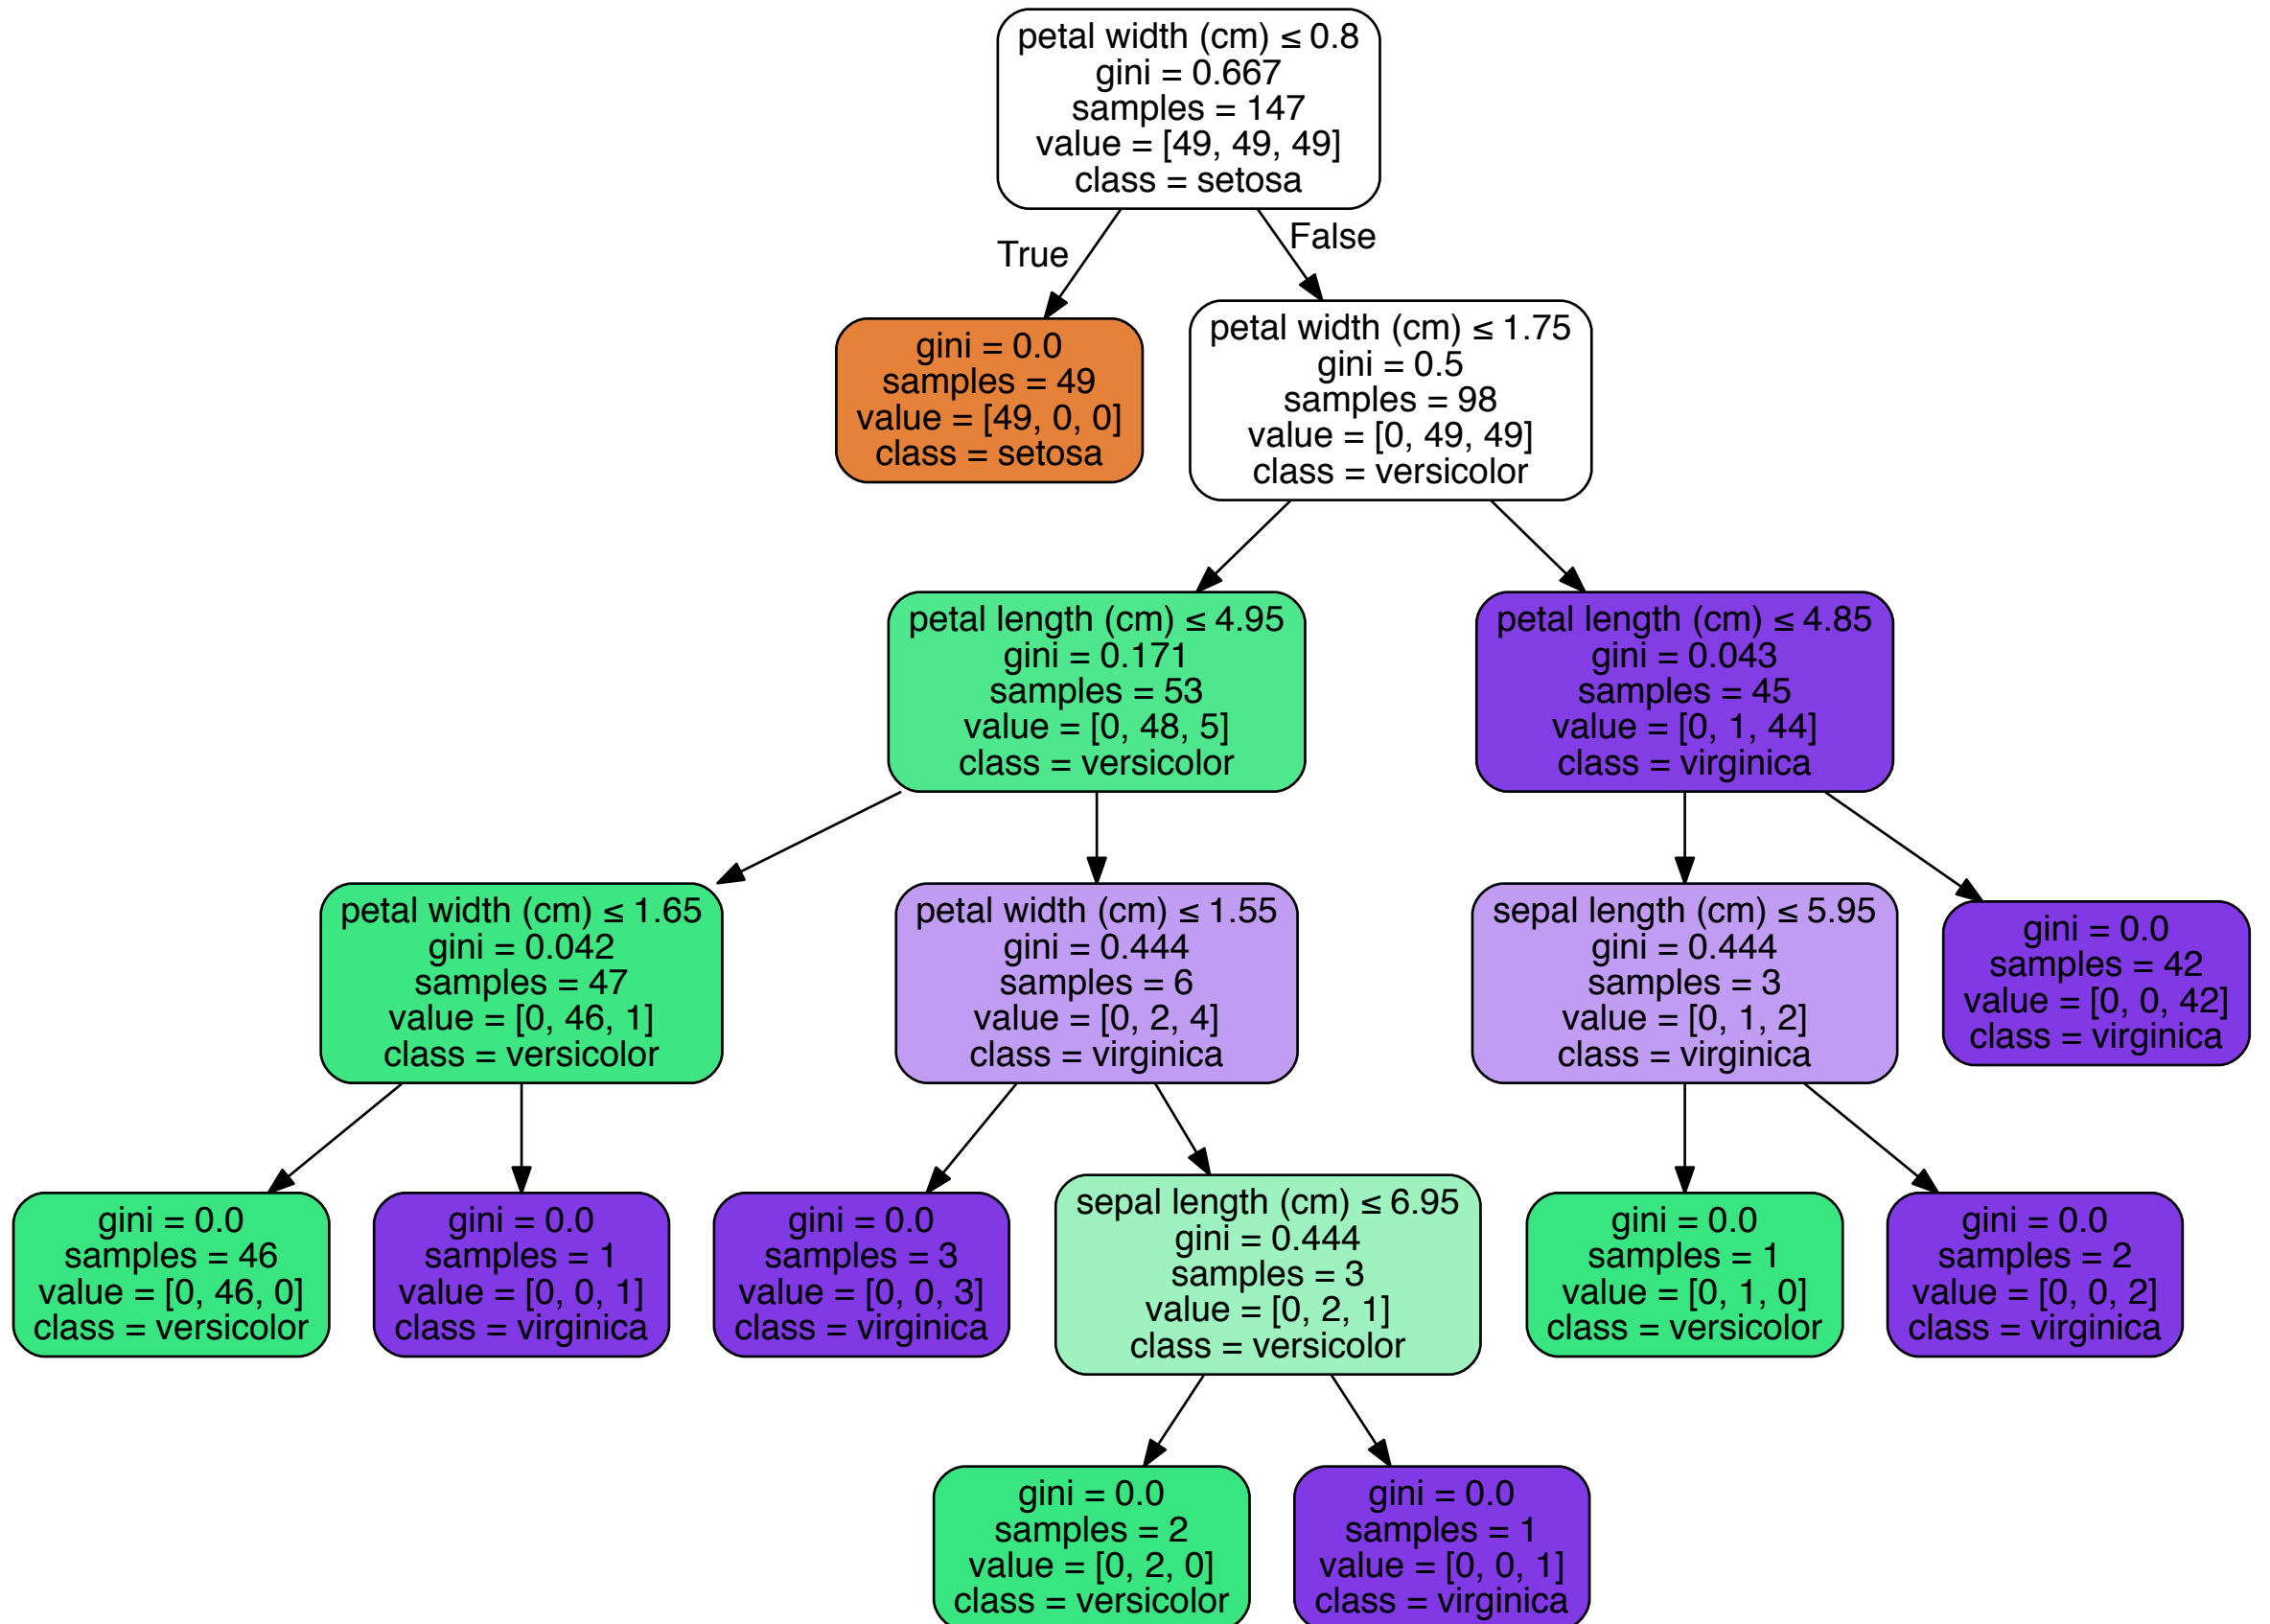 petal width (cm) ≤ 0.8
gini = 0.667
samples = 147
value = [49, 49, 49]
class = setosa
True
False
gini = 0.0
samples = 49
value = [49, 0, 0]
class = setosa
petal width (cm) ≤ 1.75
gini = 0.5
samples = 98
value = [0, 49, 49]
class = versicolor
petal length (cm) ≤ 4.95
gini = 0.171
samples = 53
value = [0, 48, 5]
class = versicolor
petal length (cm) ≤ 4.85
gini = 0.043
samples = 45
value = [0, 1, 44]
class = virginica
petal width (cm) ≤ 1.65
gini = 0.042
samples = 47
value = [0, 46, 1]
class = versicolor
petal width (cm) ≤ 1.55
gini = 0.444
samples = 6
value = [0, 2, 4]
class = virginica
sepal length (cm) ≤ 5.95
gini = 0.444
samples = 3
value = [0, 1, 2]
class = virginica
gini = 0.0
samples = 42
value = [0, 0, 42]
class = virginica
gini = 0.0
samples = 46
value = [0, 46, 0]
class = versicolor
gini = 0.0
samples = 1
value = [0, 0, 1]
class = virginica
gini = 0.0
samples = 3
value = [0, 0, 3]
class = virginica
sepal length (cm) ≤ 6.95
gini = 0.444
samples = 3
value = [0, 2, 1]
class = versicolor
gini = 0.0
samples = 1
value = [0, 1, 0]
class = versicolor
gini = 0.0
samples = 2
value = [0, 0, 2]
class = virginica
gini = 0.0
samples = 2
value = [0, 2, 0]
class = versicolor
gini = 0.0
samples = 1
value = [0, 0, 1]
class = virginica